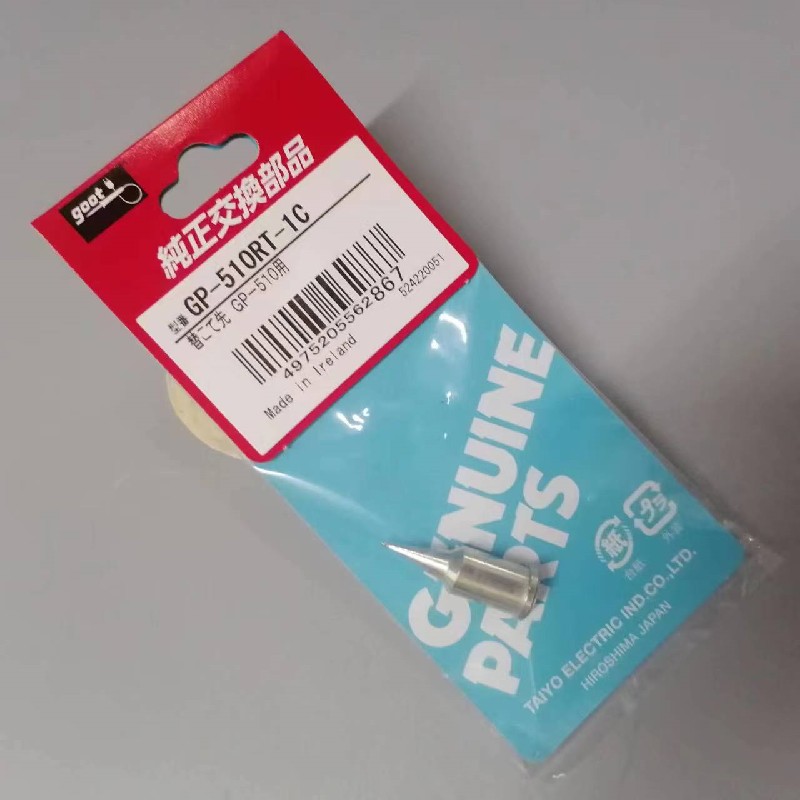 goot
純正交換部品
型番 GP-510RT-1C
替こて先 GP-510用
4975205562867
524220051
Made in Ireland
GENUINE
PARTS
プラ
外装
紙
台紙
TAIYO ELECTRIC IND.CO.,LTD.
HIROSHIMA JAPAN